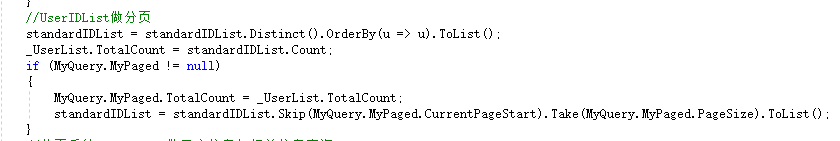 }
//UserIDList做分页
standardIDList = standardIDList.Distinct().OrderBy(u => u).ToList();
_UserList.TotalCount = standardIDList.Count;
if (MyQuery.MyPaged != null)
{
MyQuery.MyPaged.TotalCount = _UserList.TotalCount;
standardIDList = standardIDList.Skip(MyQuery.MyPaged.CurrentPageStart).Take(MyQuery.MyPaged.PageSize).ToList();
}